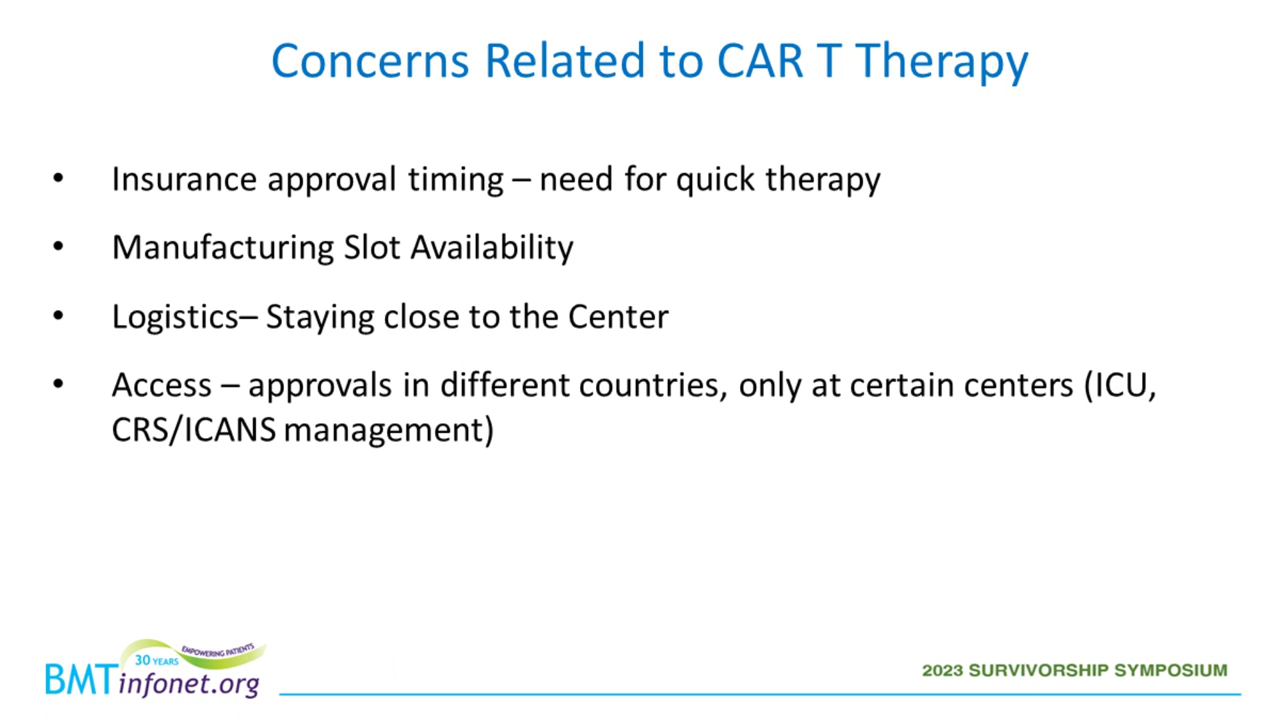 Concerns Related to CAR T Therapy
• Insurance approval timing – need for quick therapy
• Manufacturing Slot Availability
• Logistics– Staying close to the Center
• Access – approvals in different countries, only at certain centers (ICU,
CRS/ICANS management)
30 YEARS EMPOWERING PATIENTS
BMTinfonet.org
2023 SURVIVORSHIP SYMPOSIUM